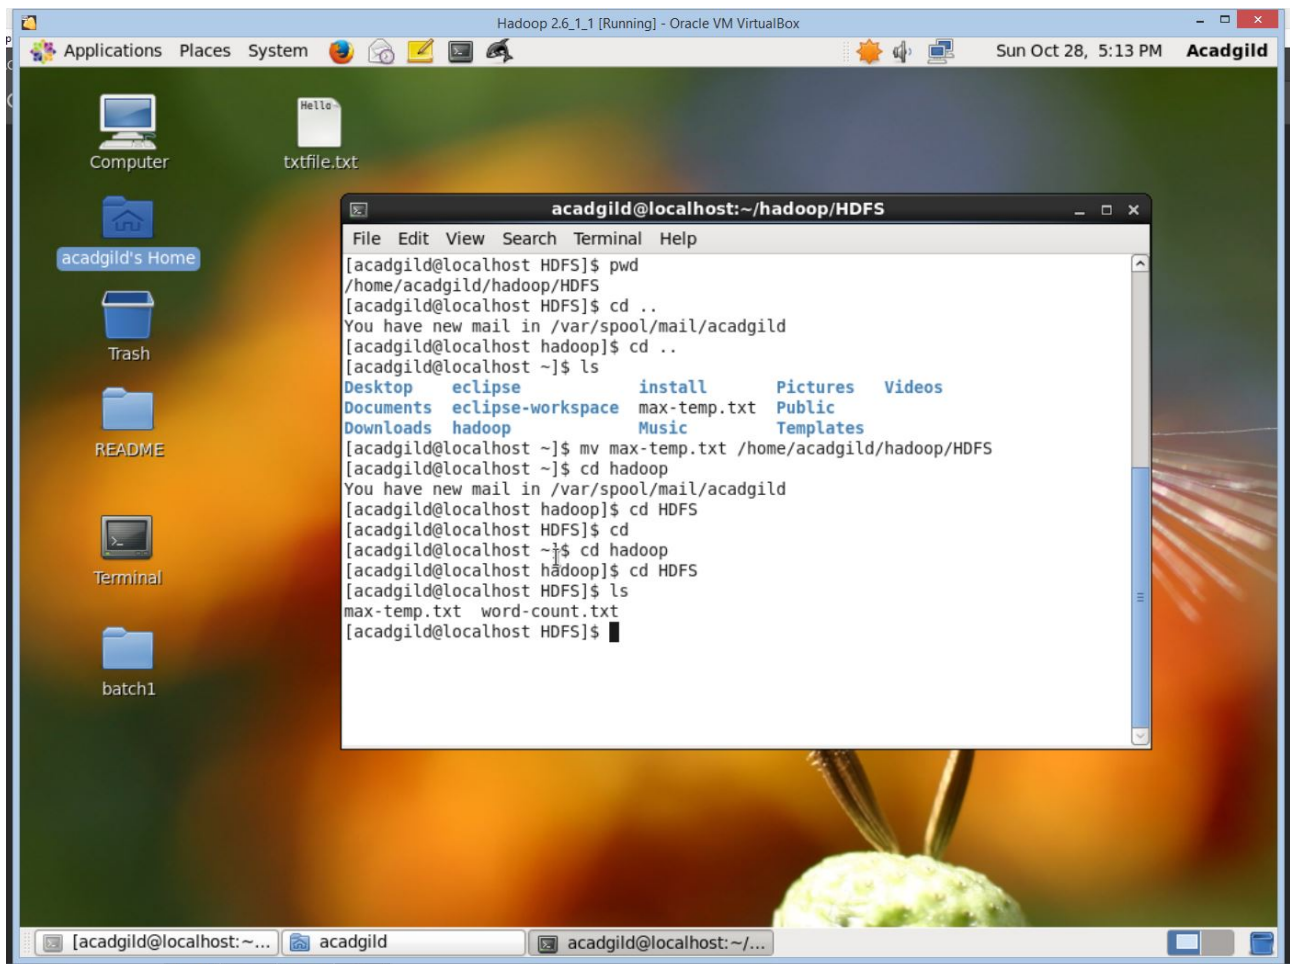 Hadoop 2.6_1_1 [Running] - Oracle VM VirtualBox
Applications Places System Sun Oct 28, 5:13 PM Acadgild
Hello
Computer txtfile.txt
acadgild's Home
Trash
README
Terminal
batch1
acadgild@localhost:~/hadoop/HDFS
File Edit View Search Terminal Help
[acadgild@localhost HDFS]$ pwd
/home/acadgild/hadoop/HDFS
[acadgild@localhost HDFS]$ cd ..
You have new mail in /var/spool/mail/acadgild
[acadgild@localhost hadoop]$ cd ..
[acadgild@localhost ~]$ ls
Desktop eclipse install Pictures Videos
Documents eclipse-workspace max-temp.txt Public
Downloads hadoop Music Templates
[acadgild@localhost ~]$ mv max-temp.txt /home/acadgild/hadoop/HDFS
[acadgild@localhost ~]$ cd hadoop
You have new mail in /var/spool/mail/acadgild
[acadgild@localhost hadoop]$ cd HDFS
[acadgild@localhost HDFS]$ cd
[acadgild@localhost ~]$ cd hadoop
[acadgild@localhost hadoop]$ cd HDFS
[acadgild@localhost HDFS]$ ls
max-temp.txt word-count.txt
[acadgild@localhost HDFS]$
[acadgild@localhost:~... acadgild acadgild@localhost:~/...